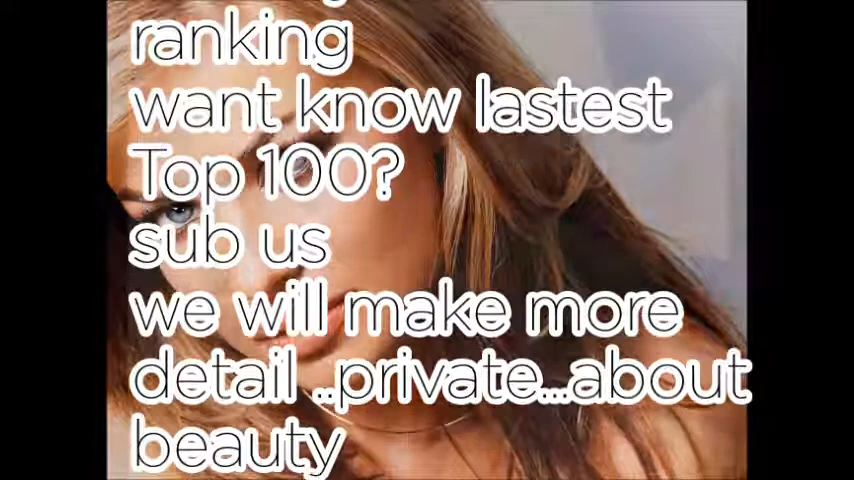 ranking
want know lastest
Top 100?
sub us
we will make more
detail ..private...about
beauty